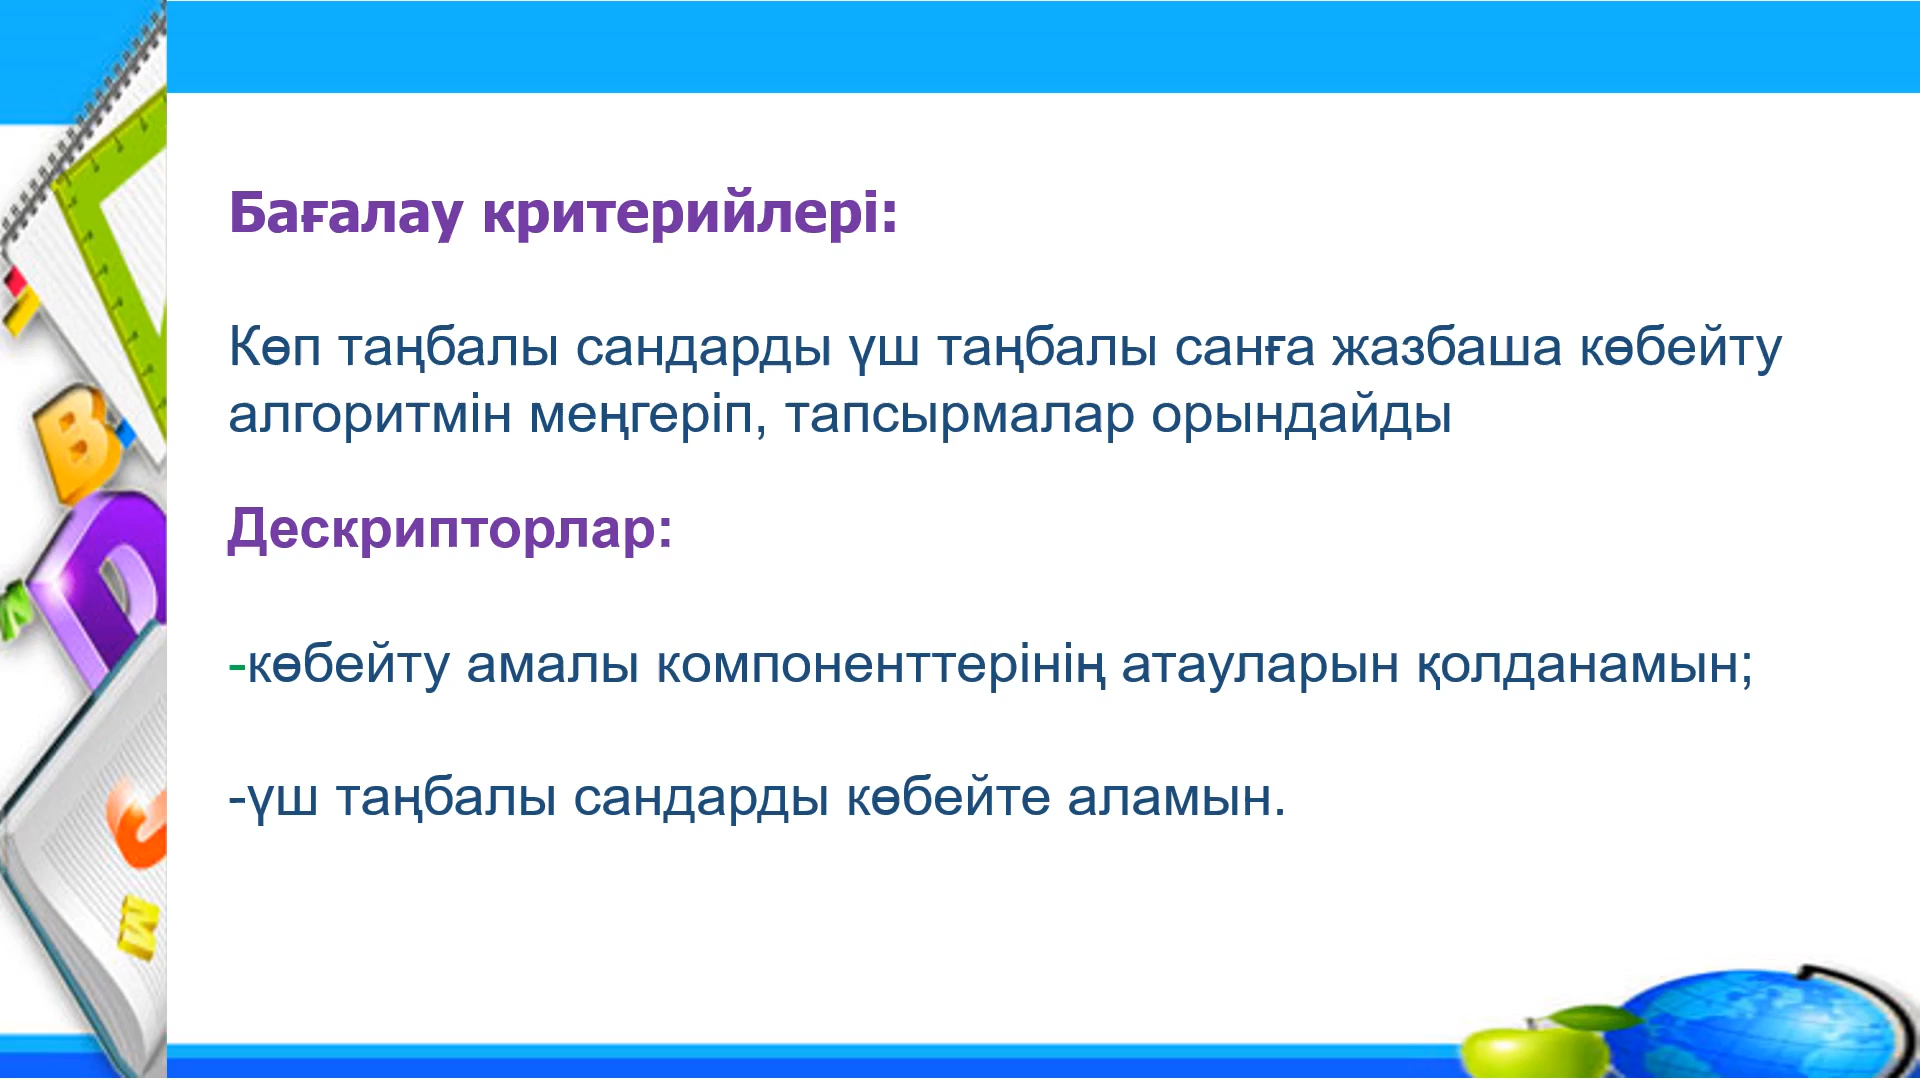 Бағалау критерийлері:
Көп таңбалы сандарды үш таңбалы санға жазбаша көбейту
алгоритмін меңгеріп, тапсырмалар орындайды
Дескрипторлар:
-көбейту амалы компоненттерінің атауларын қолданамын;
-үш таңбалы сандарды көбейте аламын.